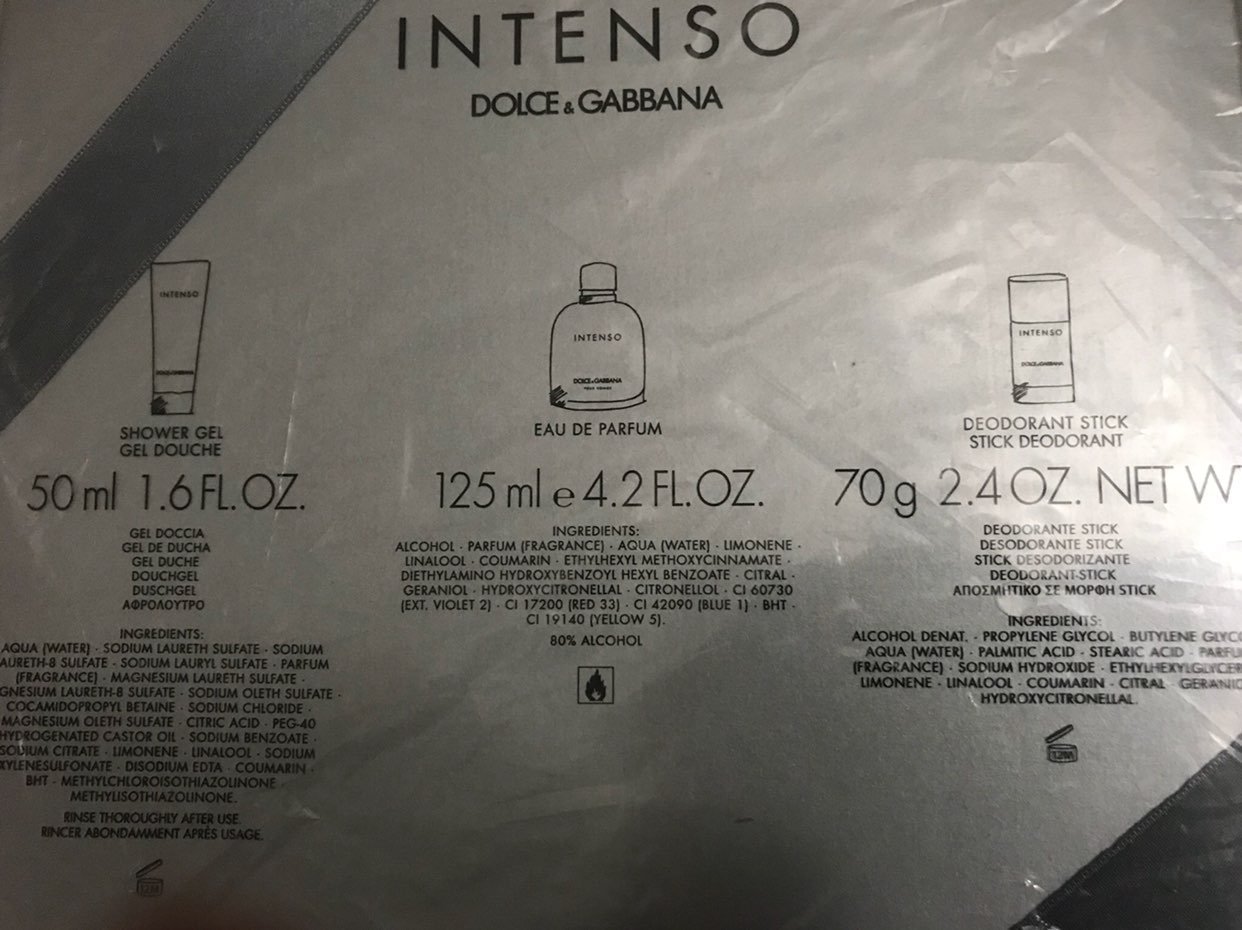 INTENSO
DOLCE & GABBANA
INTENSO
DOLCE & GABBANA
SHOWER GEL
GEL DOUCHE
50 ml 1.6 FL. OZ.
GEL DOCCIA
GEL DE DUCHA
GEL DUCHE
DOUCHGEL
DUSCHGEL
ΑΦΡΟΛΟΥΤΡΟ
INGREDIENTS:
AQUA (WATER) · SODIUM LAURETH SULFATE · SODIUM
AURETH-8 SULFATE · SODIUM LAURYL SULFATE · PARFUM
(FRAGRANCE) · MAGNESIUM LAURETH SULFATE ·
GNESIUM LAURETH-8 SULFATE · SODIUM OLETH SULFATE ·
COCAMIDOPROPYL BETAINE · SODIUM CHLORIDE ·
MAGNESIUM OLETH SULFATE · CITRIC ACID · PEG-40
HYDROGENATED CASTOR OIL · SODIUM BENZOATE ·
SODIUM CITRATE · LIMONENE · LINALOOL · SODIUM
XYLENESULFONATE · DISODIUM EDTA · COUMARIN ·
BHT · METHYLCHLOROISOTHIAZOLINONE ·
METHYLISOTHIAZOLINONE.
RINSE THOROUGHLY AFTER USE.
RINCER ABONDAMMENT APRÈS USAGE.
12M
INTENSO
DOLCE & GABBANA
POUR HOMME
EAU DE PARFUM
125 ml e 4.2 FL. OZ.
INGREDIENTS:
ALCOHOL · PARFUM (FRAGRANCE) · AQUA (WATER) · LIMONENE ·
LINALOOL · COUMARIN · ETHYLHEXYL METHOXYCINNAMATE ·
DIETHYLAMINO HYDROXYBENZOYL HEXYL BENZOATE · CITRAL ·
GERANIOL · HYDROXYCITRONELLAL · CITRONELLOL · CI 60730
(EXT. VIOLET 2) · CI 17200 (RED 33) · CI 42090 (BLUE 1) · BHT ·
CI 19140 (YELLOW 5).
80% ALCOHOL
INTENSO
DOLCE & GABBANA
DEODORANT STICK
STICK DEODORANT
70 g 2.4 OZ. NET W
DEODORANTE STICK
DESODORANTE STICK
STICK DESODORIZANTE
DEODORANT-STICK
ΑΠΟΣΜΗΤΙΚΟ ΣΕ ΜΟΡΦΗ STICK
INGREDIENTS:
ALCOHOL DENAT. · PROPYLENE GLYCOL · BUTYLENE GLYCO
AQUA (WATER) · PALMITIC ACID · STEARIC ACID · PARFU
(FRAGRANCE) · SODIUM HYDROXIDE · ETHYLHEXYLGLYCER
LIMONENE · LINALOOL · COUMARIN · CITRAL · GERANIO
HYDROXYCITRONELLAL.
12M